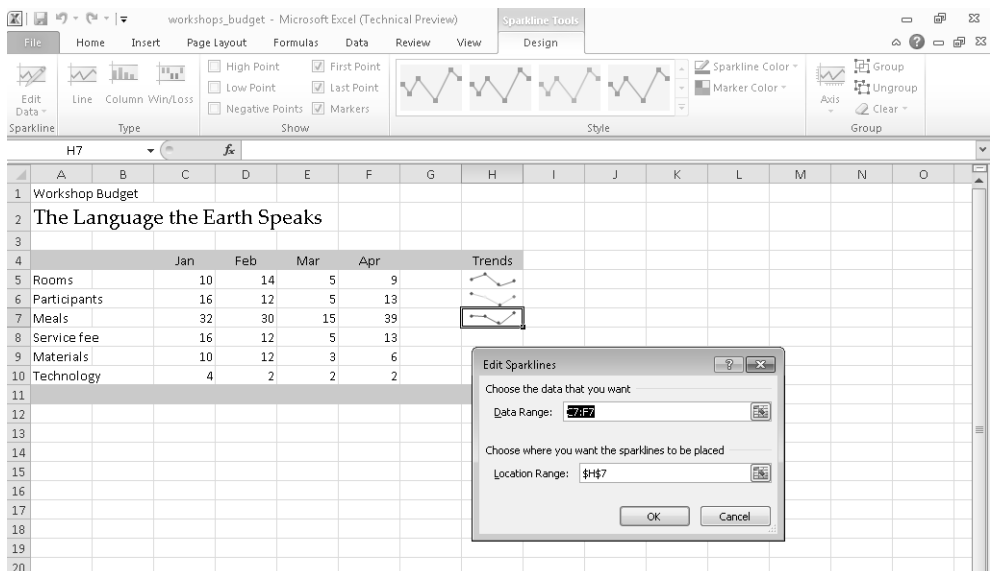 workshops_budget - Microsoft Excel (Technical Preview) Sparkline Tools
File Home Insert Page Layout Formulas Data Review View Design
High Point First Point Sparkline Color Group
Low Point Last Point Marker Color Ungroup
Edit Data Line Column Win/Loss Negative Points Markers Axis Clear
Sparkline Type Show Style Group
H7 fx
A B C D E F G H I J K L M N O
1 Workshop Budget
2 The Language the Earth Speaks
3
4 Jan Feb Mar Apr Trends
5 Rooms 10 14 5 9
6 Participants 16 12 5 13
7 Meals 32 30 15 39
8 Service fee 16 12 5 13
9 Materials 10 12 3 6
10 Technology 4 2 2 2
11
12
13
14
15
16
17
18
19
20
Edit Sparklines
Choose the data that you want
Data Range: C7:F7
Choose where you want the sparklines to be placed
Location Range: $H$7
OK Cancel